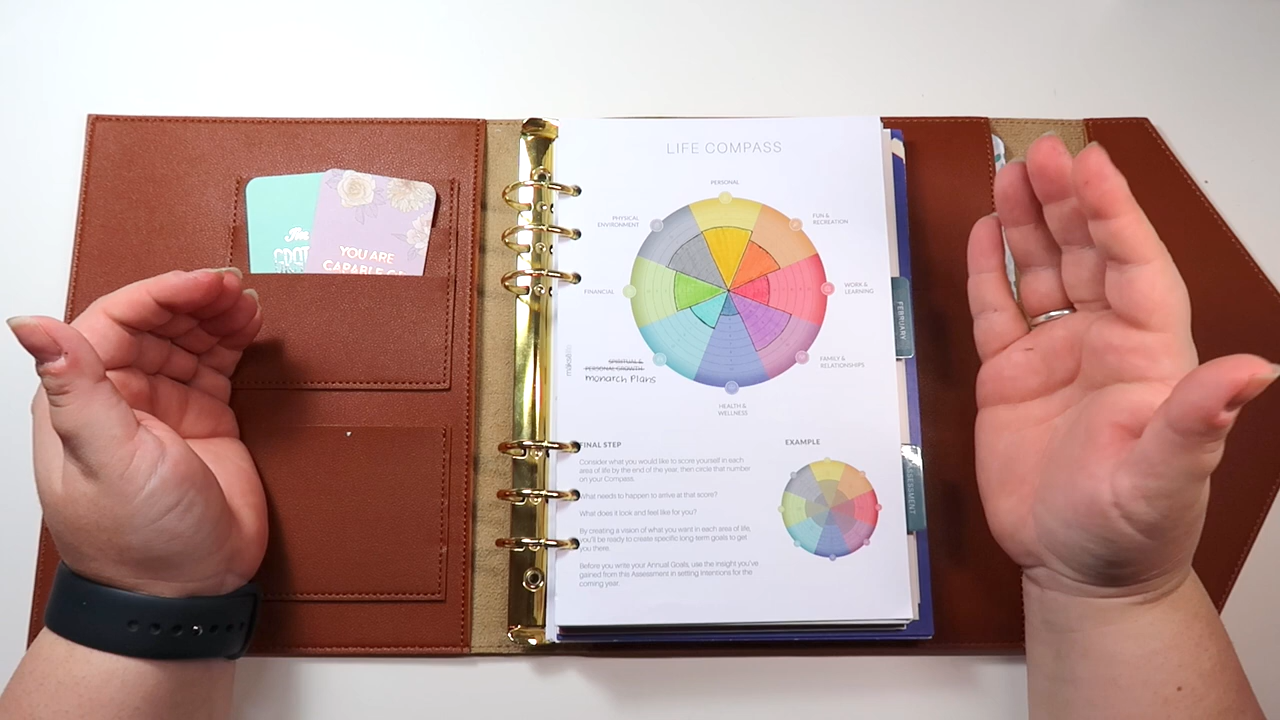 The
YOU ARE
CAPABLE OF
LIFE COMPASS
PERSONAL
PHYSICAL
ENVIRONMENT
FUN &
RECREATION
FINANCIAL
WORK &
LEARNING
SPIRITUAL &
PERSONAL GROWTH
monarch Plans
FAMILY &
RELATIONSHIPS
HEALTH &
WELLNESS
FEBRUARY
FINAL STEP
Consider what you would like to score yourself in each
area of life by the end of the year, then circle that number
on your Compass.
What needs to happen to arrive at that score?
What does it look and feel like for you?
By creating a vision of what you want in each area of life,
you'll be ready to create specific long term goals to get
you there.
Before you write your Annual Goals, use the insight you've
gained from this Assessment in setting Intentions for the
coming year.
EXAMPLE